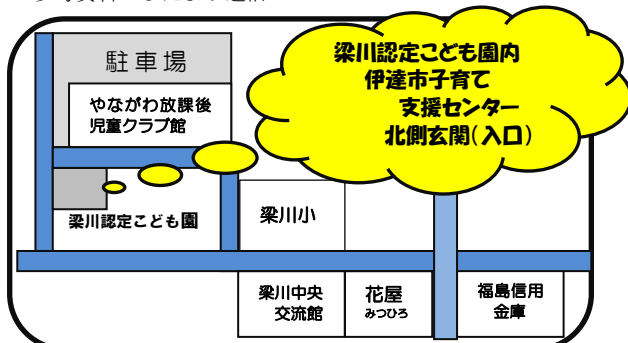 駐車場
やながわ放課後
児童クラブ館
梁川認定こども園内
伊達市子育て
支援センター
北側玄関(入口)
梁川認定こども園
梁川小
梁川中央
交流館
花屋
みつひろ
福島信用
金庫